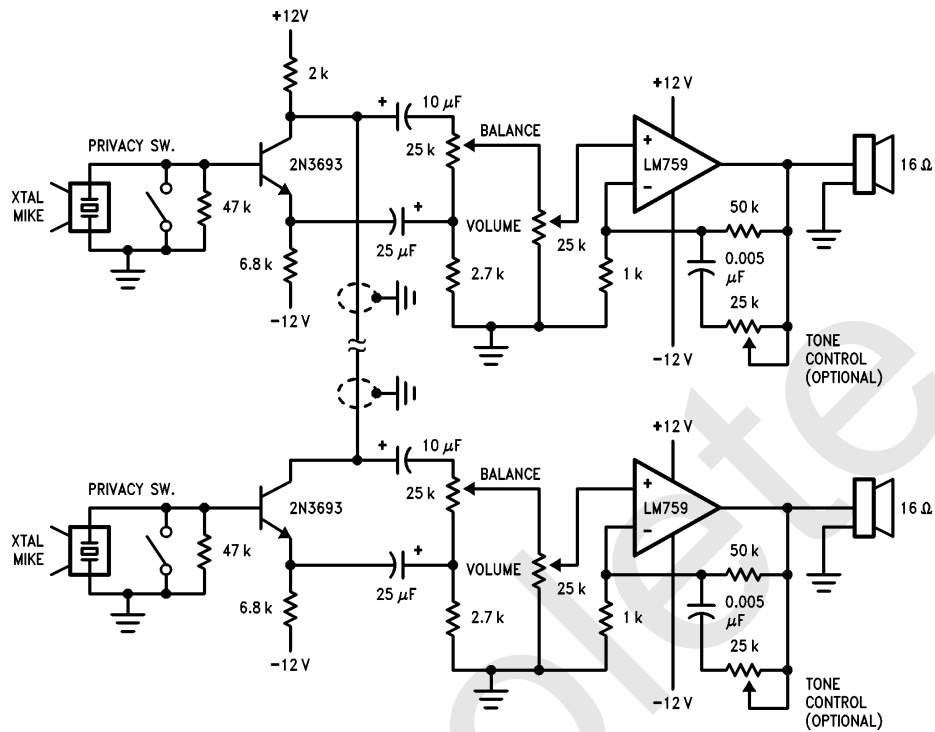 +12V
2 k
+
10 μF
PRIVACY SW.
2N3693
25 k
BALANCE
+12 V
+
LM759
−
16 Ω
XTAL
MIKE
47 k
+
25 μF
VOLUME
25 k
50 k
6.8 k
2.7 k
1 k
0.005
μF
25 k
−12 V
−12 V
TONE
CONTROL
(OPTIONAL)
+
10 μF
PRIVACY SW.
2N3693
25 k
BALANCE
+12 V
+
LM759
−
16 Ω
XTAL
MIKE
47 k
+
25 μF
VOLUME
25 k
50 k
6.8 k
2.7 k
1 k
0.005
μF
25 k
−12 V
−12 V
TONE
CONTROL
(OPTIONAL)
olete